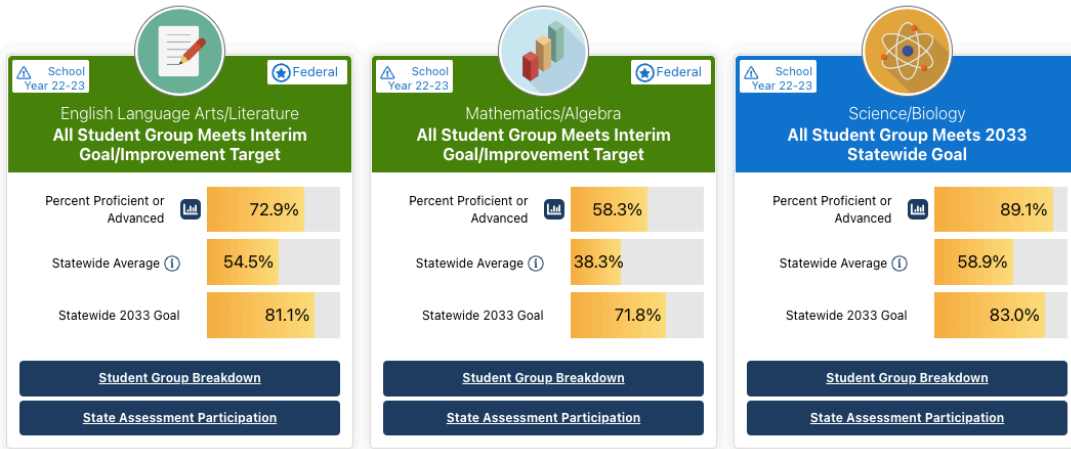 School
Year 22-23
Federal
English Language Arts/Literature
All Student Group Meets Interim
Goal/Improvement Target
Percent Proficient or
Advanced
72.9%
Statewide Average
54.5%
Statewide 2033 Goal
81.1%
Student Group Breakdown
State Assessment Participation
School
Year 22-23
Federal
Mathematics/Algebra
All Student Group Meets Interim
Goal/Improvement Target
Percent Proficient or
Advanced
58.3%
Statewide Average
38.3%
Statewide 2033 Goal
71.8%
Student Group Breakdown
State Assessment Participation
School
Year 22-23
Science/Biology
All Student Group Meets 2033
Statewide Goal
Percent Proficient or
Advanced
89.1%
Statewide Average
58.9%
Statewide 2033 Goal
83.0%
Student Group Breakdown
State Assessment Participation